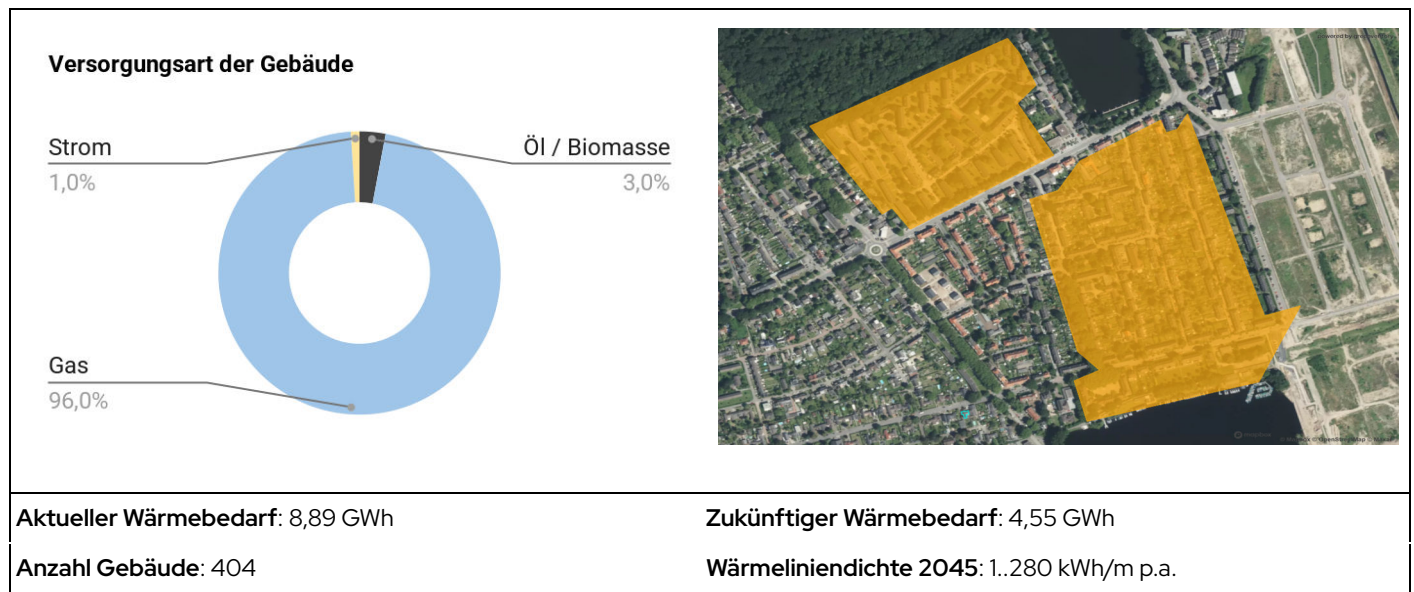 Versorgungsart der Gebäude
Strom
1,0%
Öl / Biomasse
3,0%
Gas
96,0%
Aktueller Wärmebedarf: 8,89 GWh
Zukünftiger Wärmebedarf: 4,55 GWh
Anzahl Gebäude: 404
Wärmeliniendichte 2045: 1..280 kWh/m p.a.